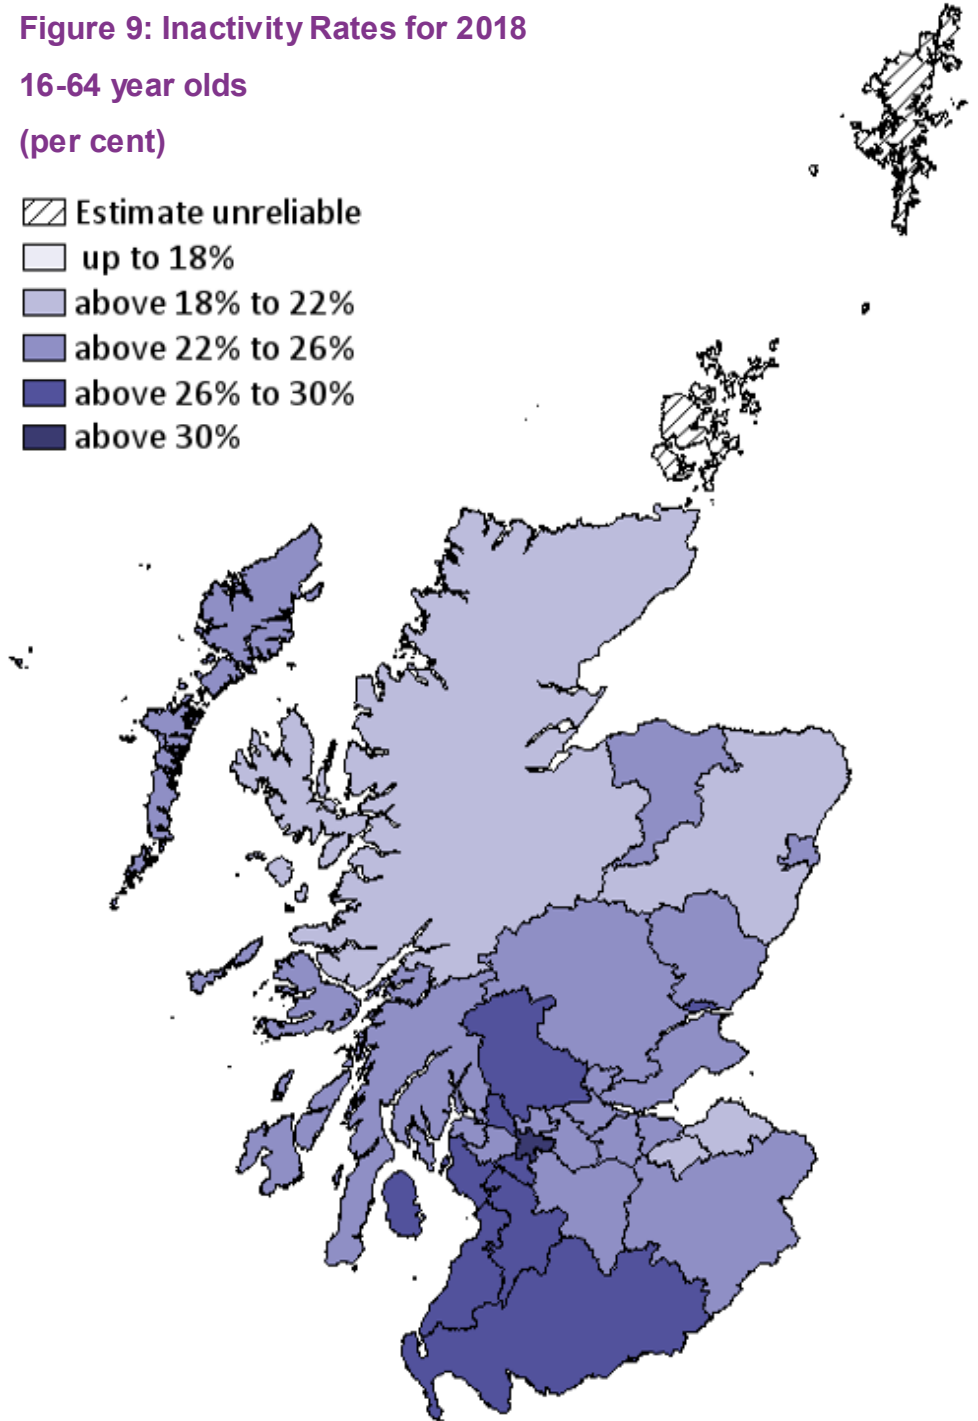 Figure 9: Inactivity Rates for 2018
16-64 year olds
(per cent)
Estimate unreliable
up to 18%
above 18% to 22%
above 22% to 26%
above 26% to 30%
above 30%